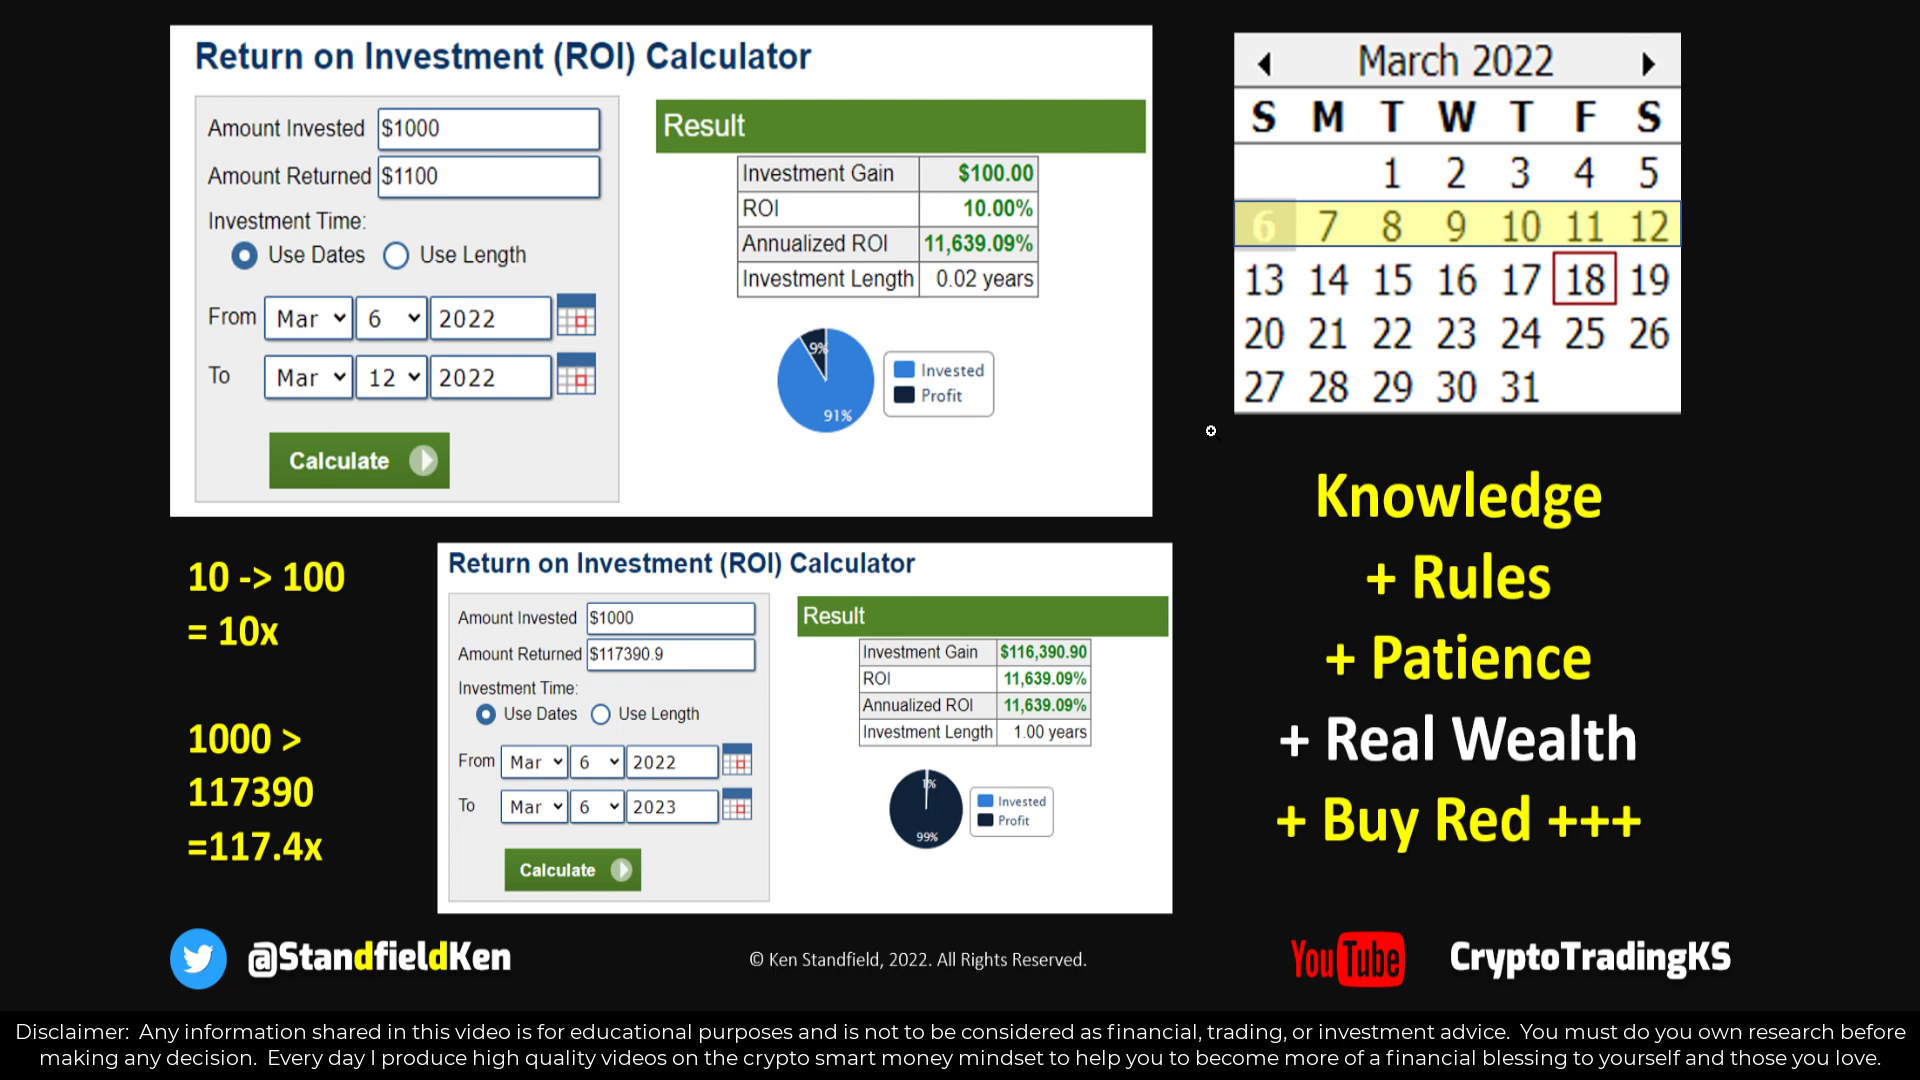 Return on Investment (ROI) Calculator
Amount Invested $1000
Amount Returned $1100
Investment Time:
Use Dates Use Length
From Mar 6 2022
To Mar 12 2022
Calculate
Result
Investment Gain $100.00
ROI 10.00%
Annualized ROI 11,639.09%
Investment Length 0.02 years
9%
91%
Invested
Profit
March 2022
S M T W T F S
1 2 3 4 5
6 7 8 9 10 11 12
13 14 15 16 17 18 19
20 21 22 23 24 25 26
27 28 29 30 31
10 -> 100
= 10x
1000 >
117390
=117.4x
Return on Investment (ROI) Calculator
Amount Invested $1000
Amount Returned $117390.9
Investment Time:
Use Dates Use Length
From Mar 6 2022
To Mar 6 2023
Calculate
Result
Investment Gain $116,390.90
ROI 11,639.09%
Annualized ROI 11,639.09%
Investment Length 1.00 years
1%
99%
Invested
Profit
Knowledge
+ Rules
+ Patience
+ Real Wealth
+ Buy Red +++
@StandfieldKen
© Ken Standfield, 2022. All Rights Reserved.
YouTube
CryptoTradingKS
Disclaimer: Any information shared in this video is for educational purposes and is not to be considered as financial, trading, or investment advice. You must do you own research before
making any decision. Every day I produce high quality videos on the crypto smart money mindset to help you to become more of a financial blessing to yourself and those you love.